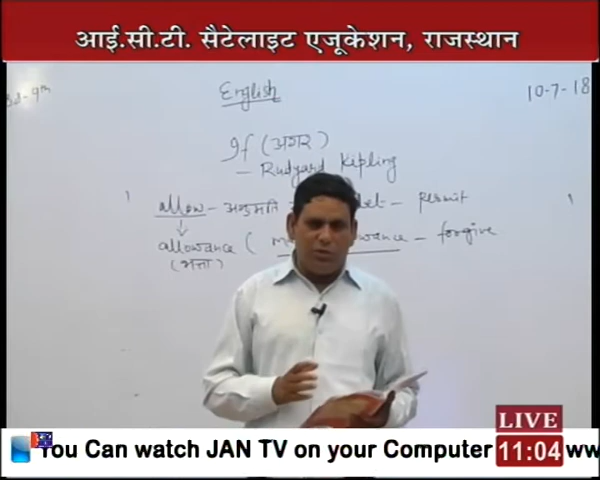 आई.सी.टी. सैटेलाइट एजूकेशन, राजस्थान
English
10-7-18
If (अगर)
- Rudyard Kipling
allow - अनुमति - let - Permit
allowance ( - forgive
(भत्ता)
LIVE
You Can watch JAN TV on your Computer
11:04